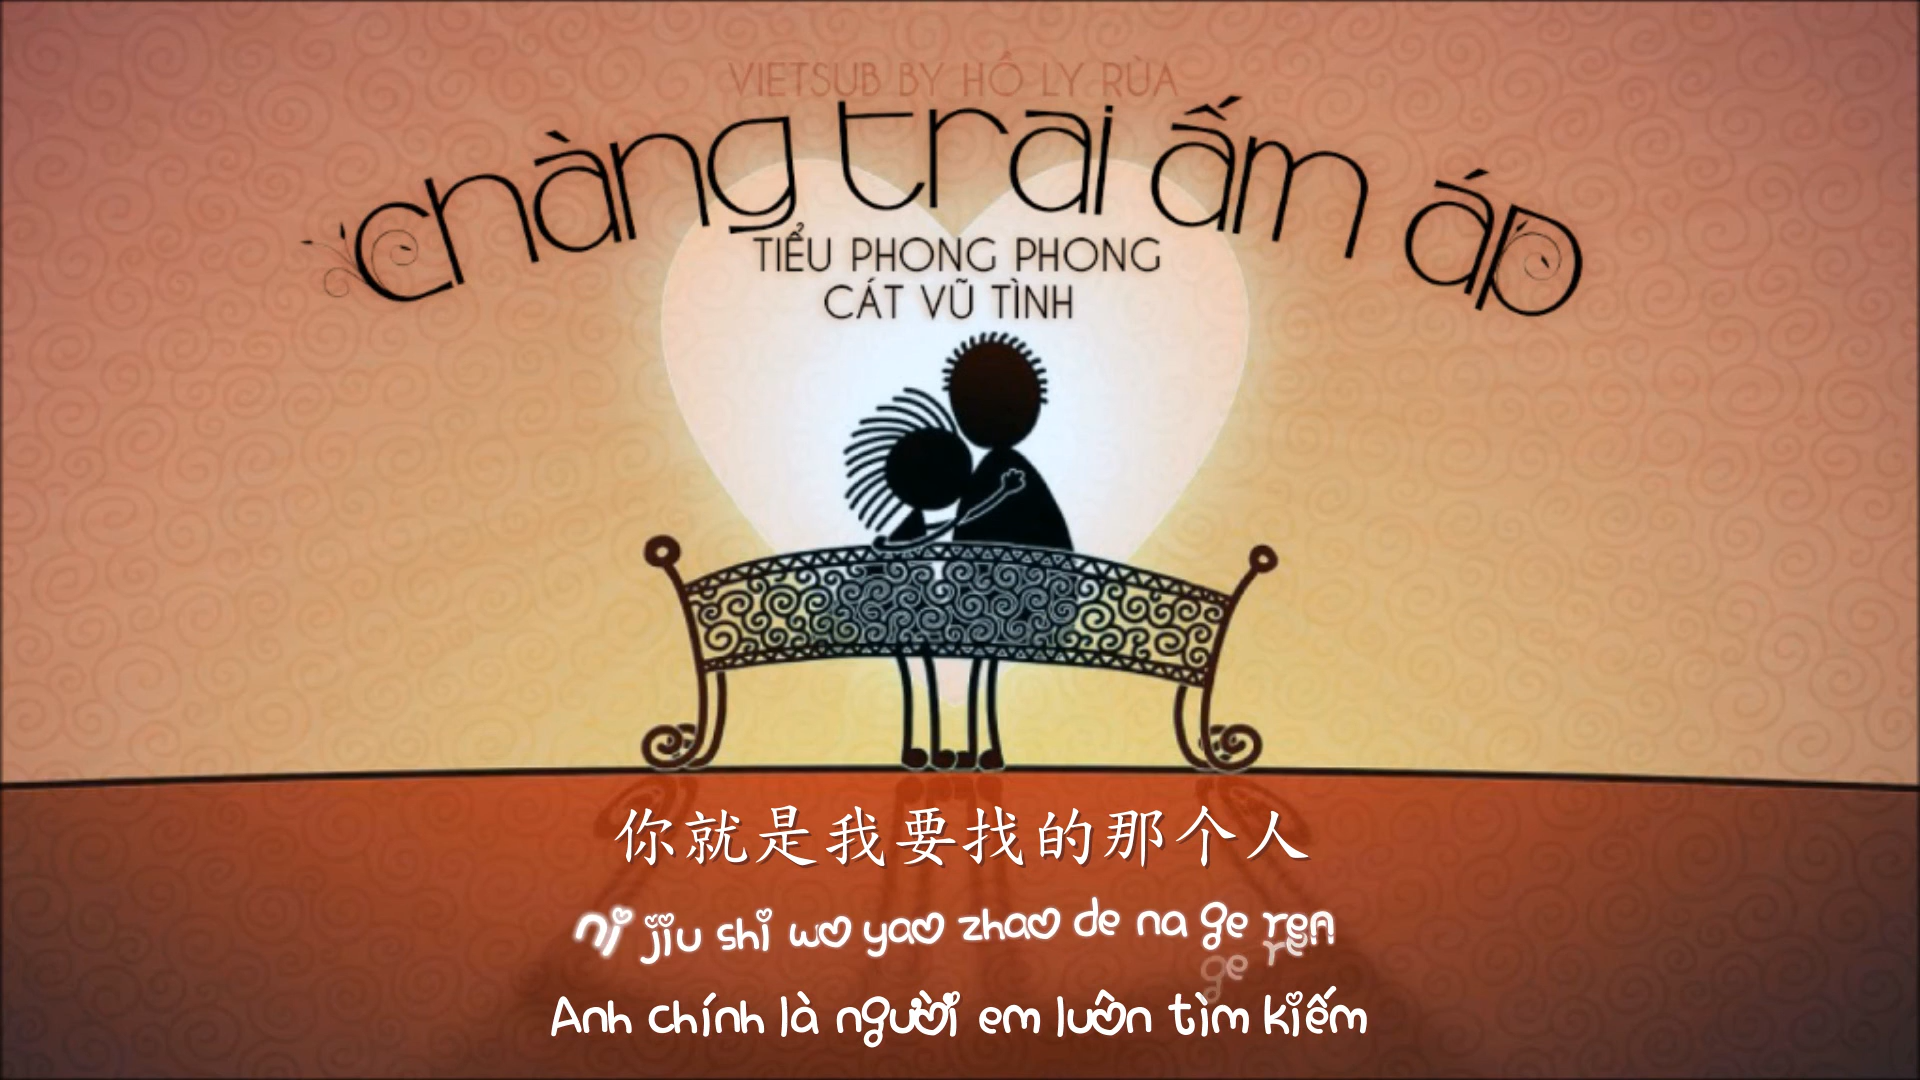 VIETSUB BY HỒ LY RÙA
chàng trai ấm áp
TIỂU PHONG PHONG
CÁT VŨ TÌNH
你就是我要找的那个人
ni jiu shi wo yao zhao de na ge ren
ge ren
Anh chính là người em luôn tìm kiếm